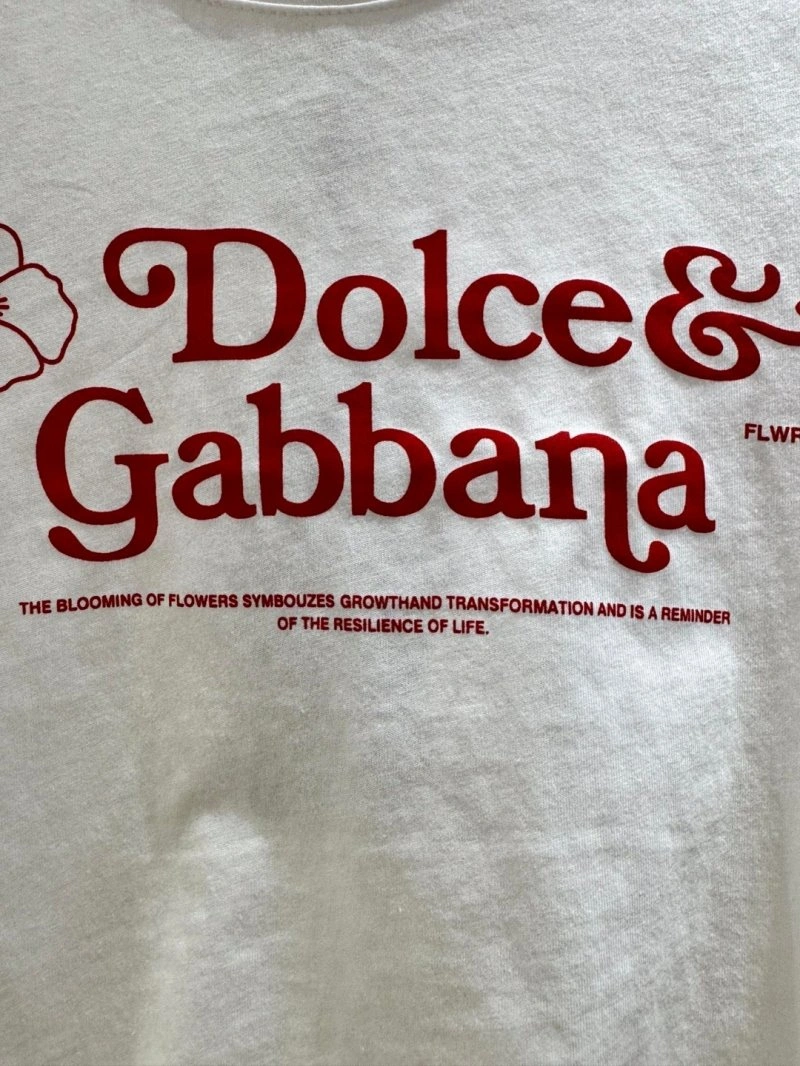 Dolce&
Gabbana
FLWR
THE BLOOMING OF FLOWERS SYMBOUZES GROWTHAND TRANSFORMATION AND IS A REMINDER
OF THE RESILIENCE OF LIFE.